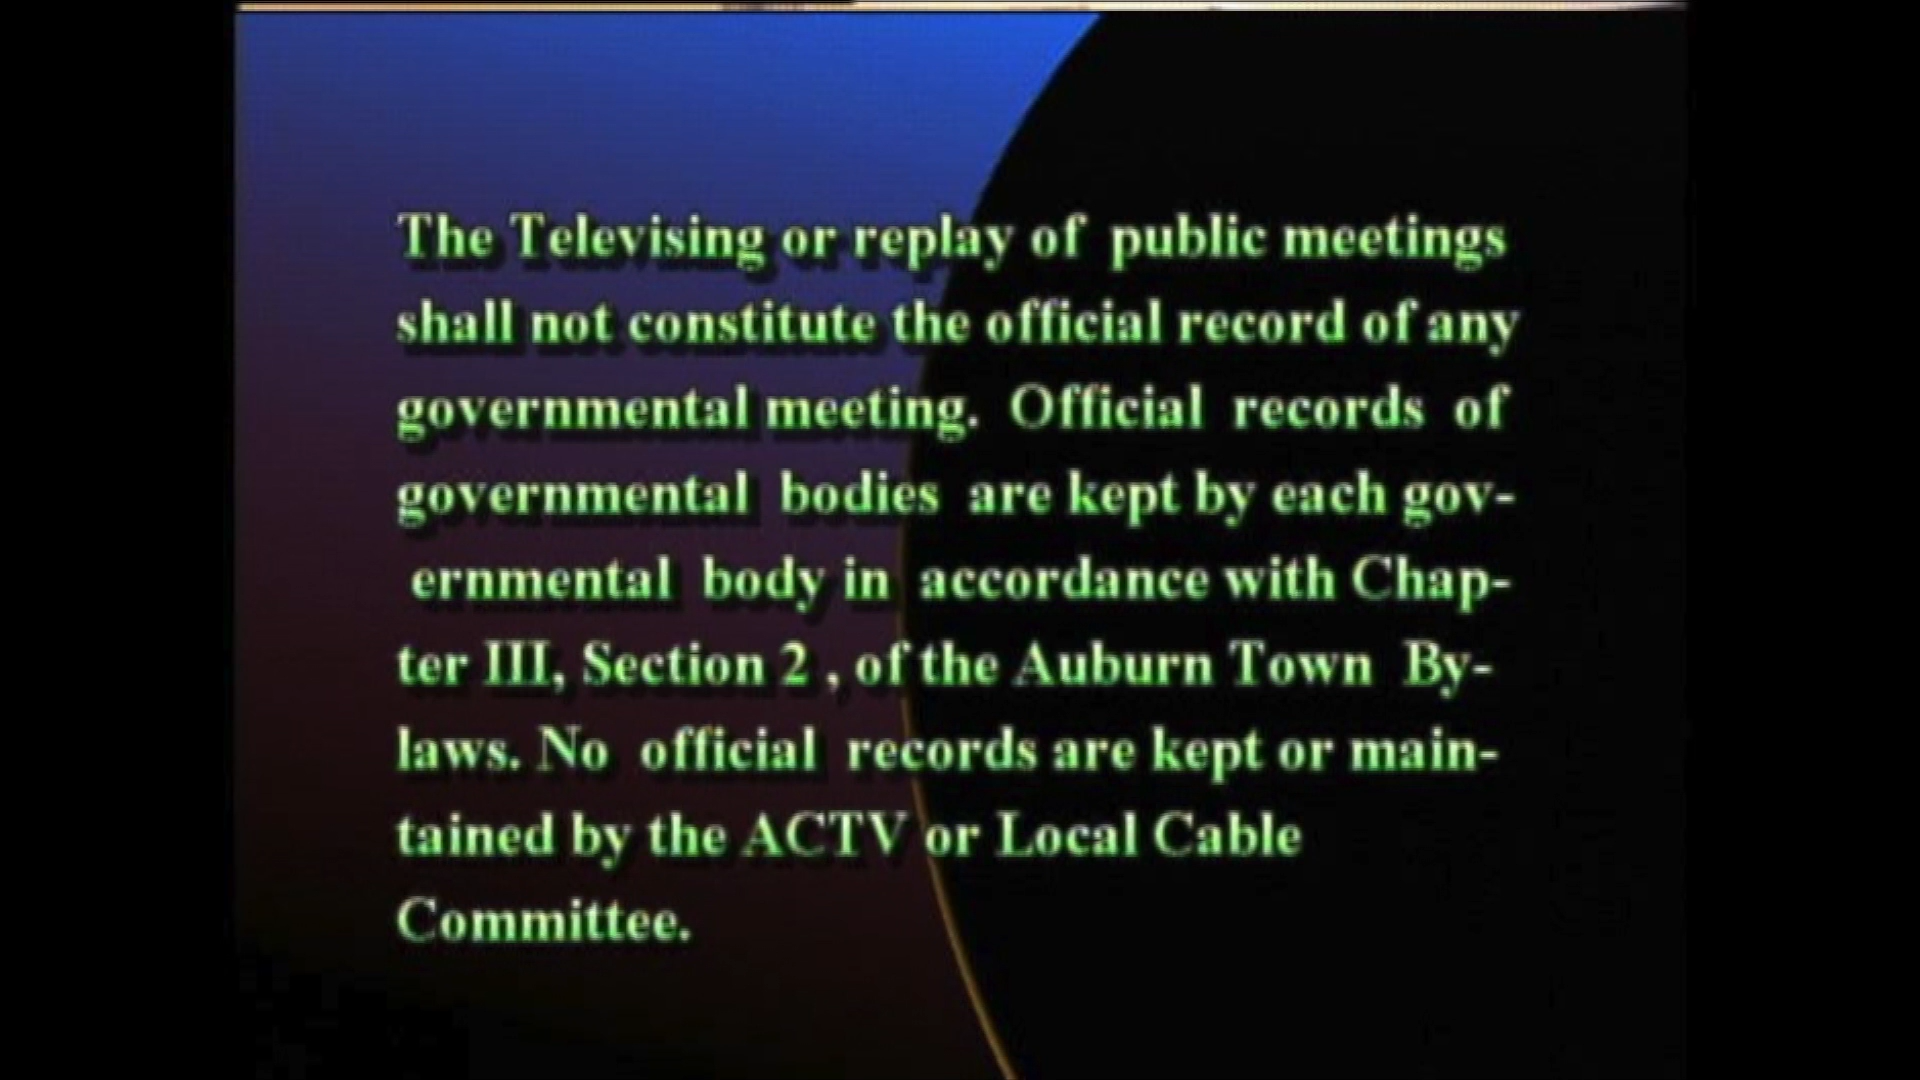 The Televising or replay of public meetings
shall not constitute the official record of any
governmental meeting. Official records of
governmental bodies are kept by each gov-
ernmental body in accordance with Chap-
ter III, Section 2 , of the Auburn Town By-
laws. No official records are kept or main-
tained by the ACTV or Local Cable
Committee.